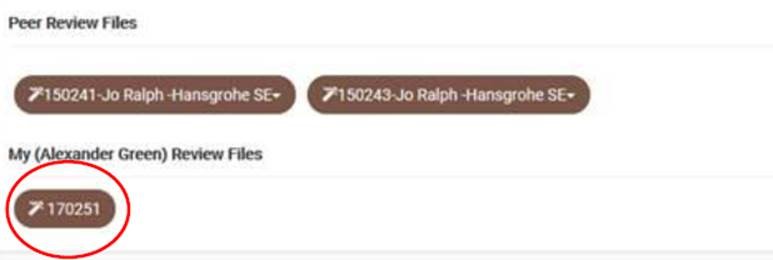 Peer Review Files
150241-Jo Ralph -Hansgrohe SE 150243-Jo Ralph -Hansgrohe SE
My (Alexander Green) Review Files
170251